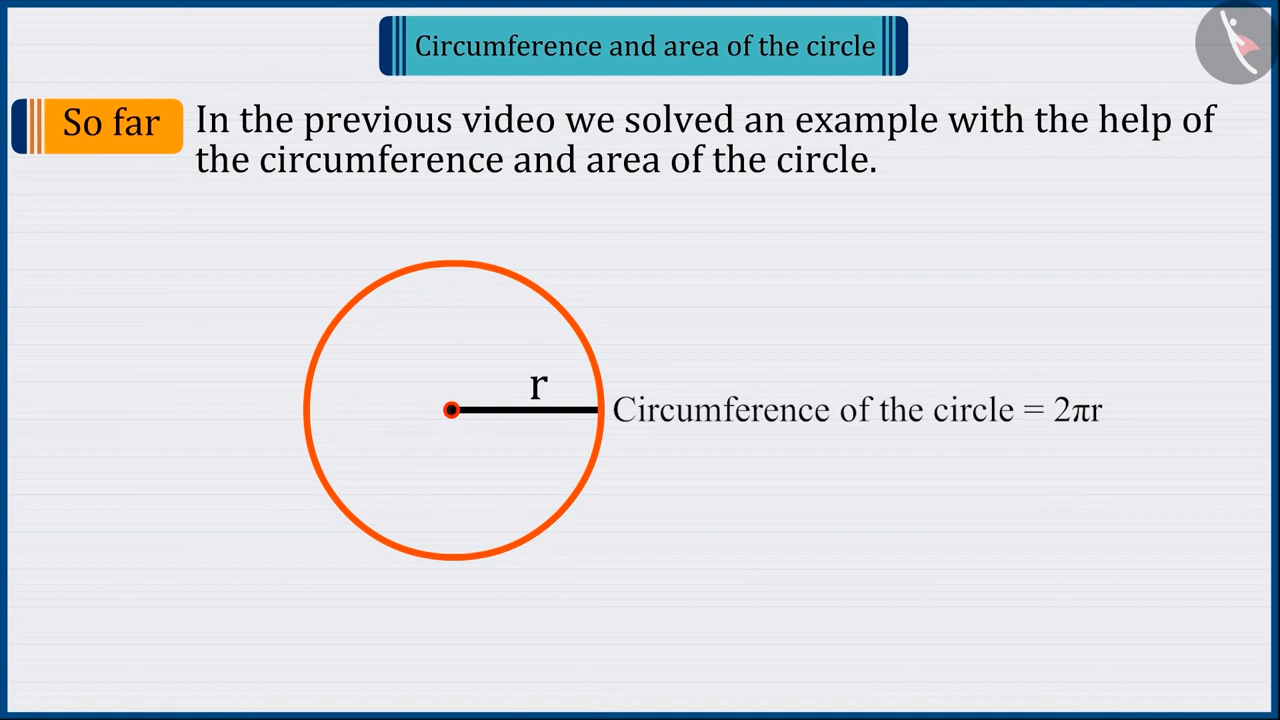 Circumference and area of the circle
So far
In the previous video we solved an example with the help of
the circumference and area of the circle.
r
Circumference of the circle = 2πr